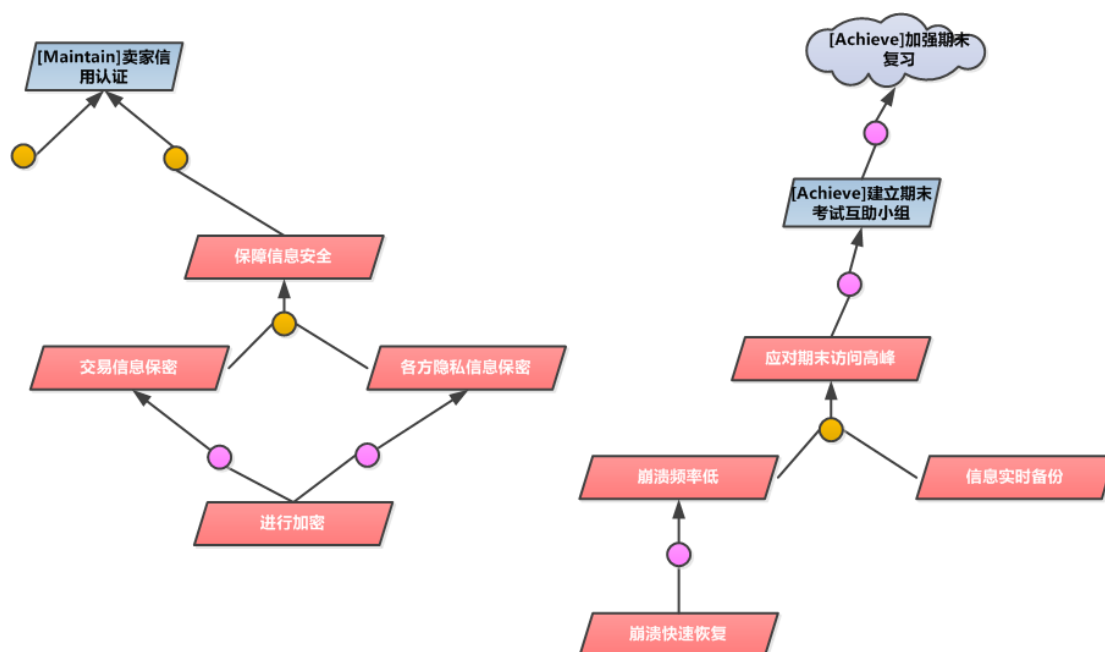 [Maintain]卖家信
用认证
保障信息安全
交易信息保密
各方隐私信息保密
进行加密
[Achieve]加强期末
复习
[Achieve]建立期末
考试互助小组
应对期末访问高峰
崩溃频率低
信息实时备份
崩溃快速恢复